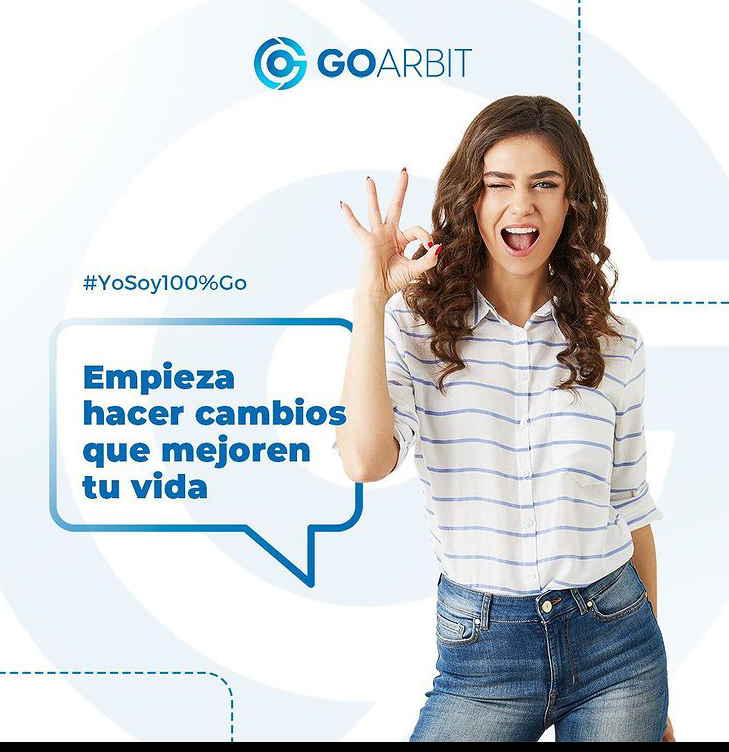 GOARBIT
#YoSoy100%Go
Empieza
hacer cambios
que mejoren
tu vida